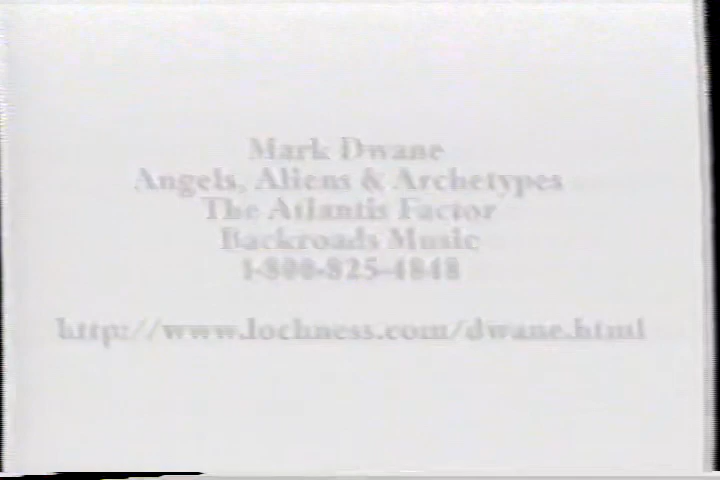 Mark Dwane
Angels, Aliens & Archetypes
The Atlantis Factor
Backroads Music
1-800-825-4848
http://www.lochness.com/dwane.html